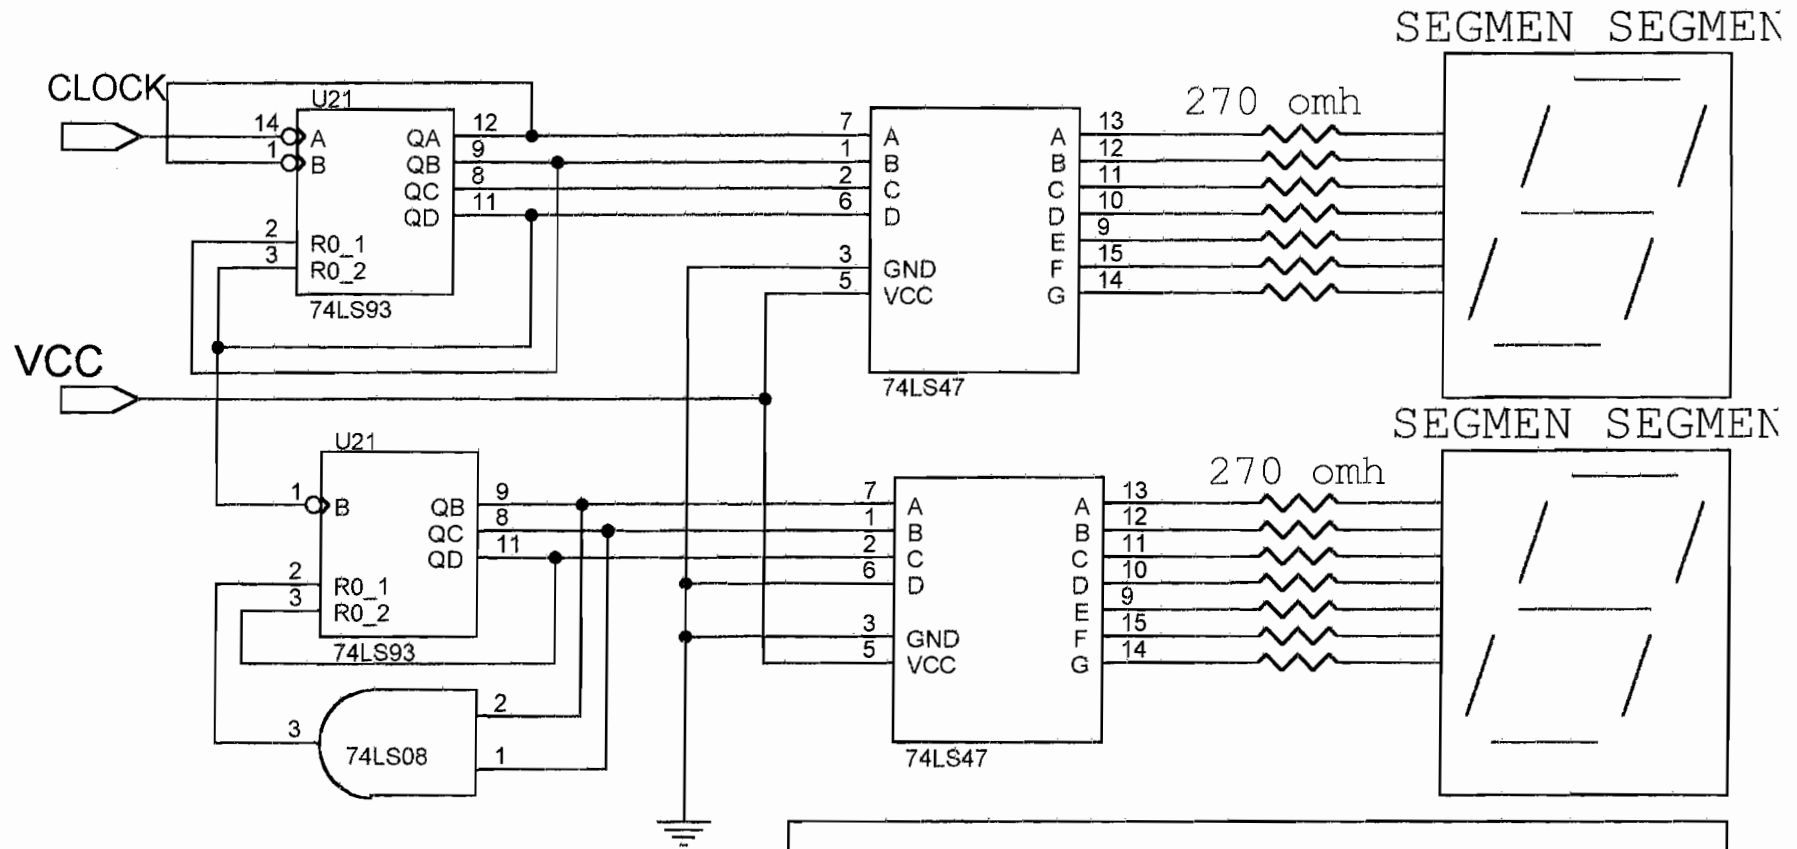 SEGMEN SEGMEN
CLOCK
U21
270 omh
14 A QA 12 7 A A 13
1 B QB 9 1 B B 12
QC 8 2 C C 11
QD 11 6 D D 10
E 9
2 R0_1 3 GND F 15
3 R0_2 5 VCC G 14
74LS93
VCC
74LS47
SEGMEN SEGMEN
U21
270 omh
1 B QB 9 7 A A 13
QC 8 1 B B 12
QD 11 2 C C 11
2 R0_1 6 D D 10
3 R0_2 E 9
3 GND F 15
74LS93 5 VCC G 14
2
3 74LS08 1
74LS47